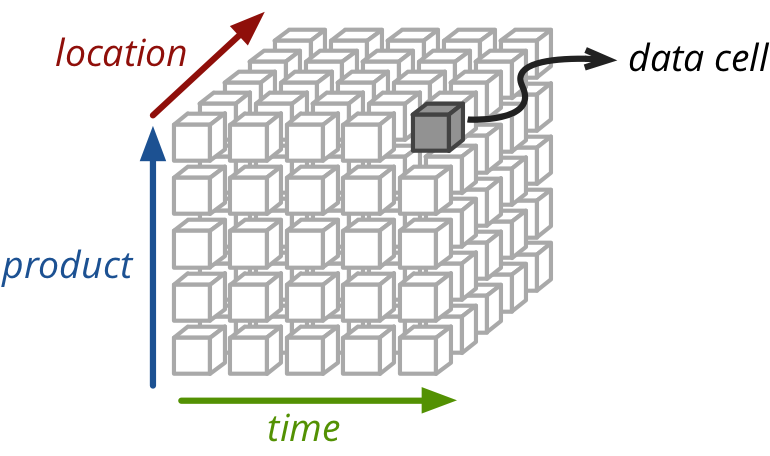 location
data cell
product
time